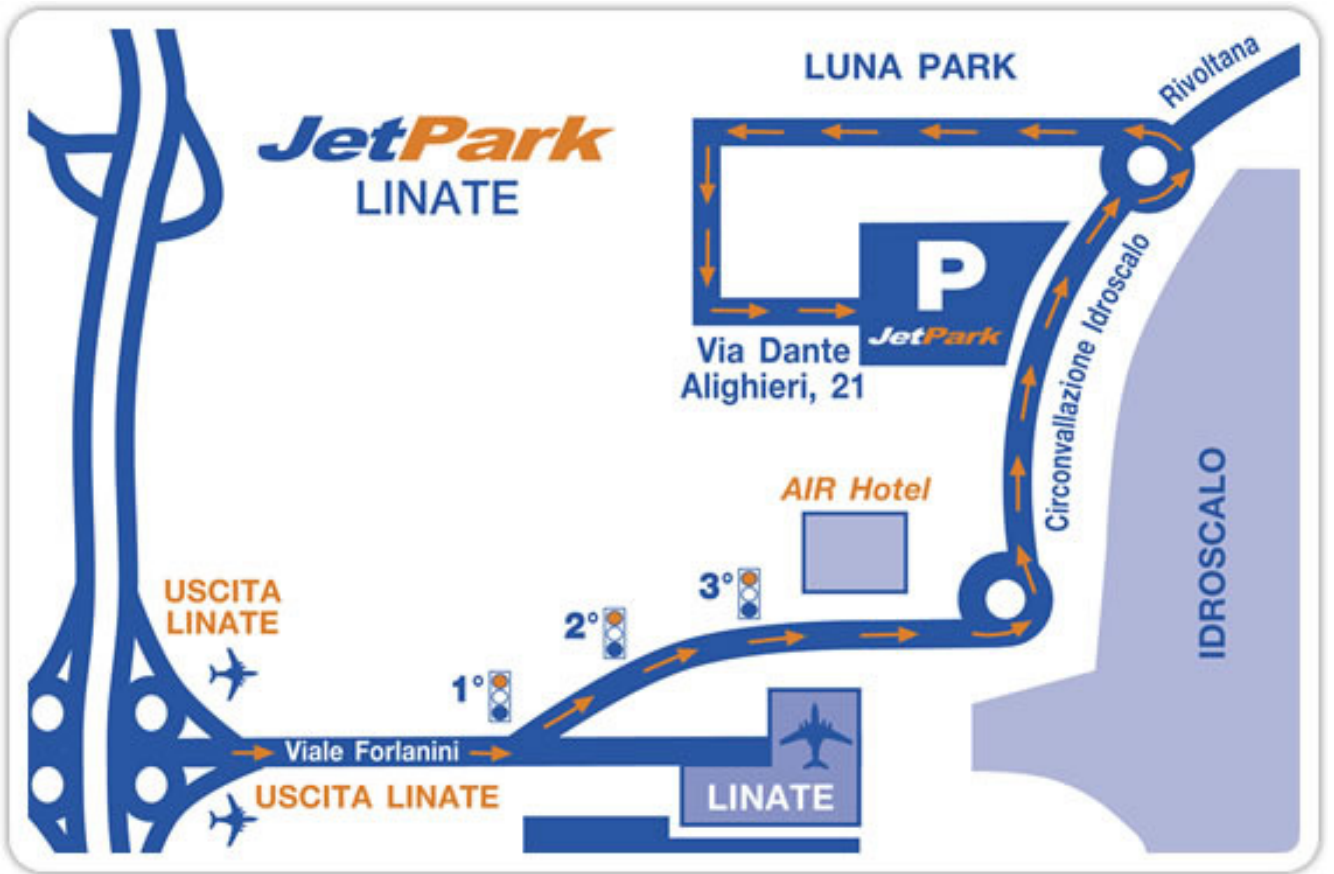 LUNA PARK
Rivoltana
JetPark
LINATE
P
JetPark
Via Dante
Alighieri, 21
Circonvallazione Idroscalo
AIR Hotel
IDROSCALO
USCITA
LINATE
3°
2°
1°
Viale Forlanini
USCITA LINATE
LINATE